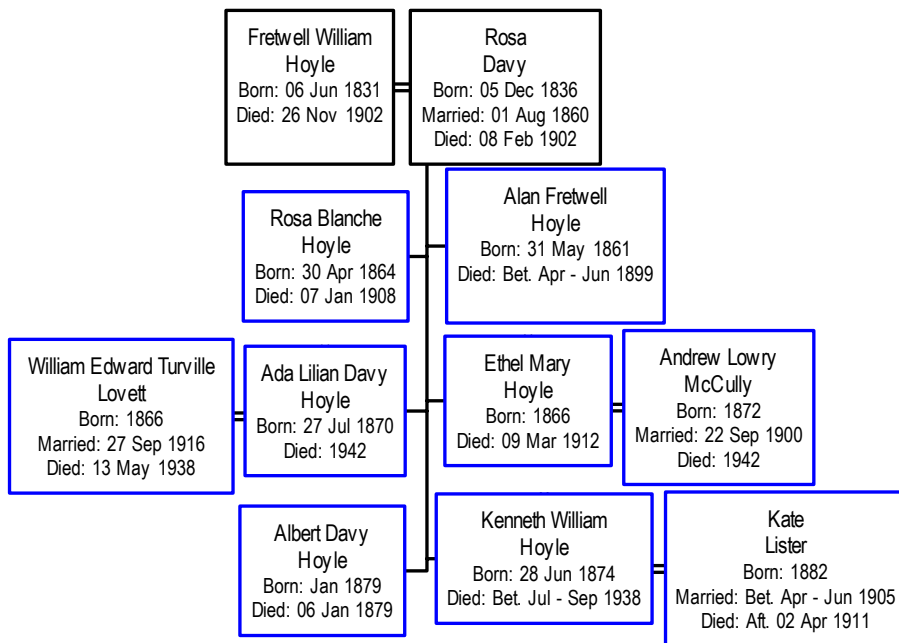 Fretwell William
Hoyle
Born: 06 Jun 1831
Died: 26 Nov 1902
Rosa
Davy
Born: 05 Dec 1836
Married: 01 Aug 1860
Died: 08 Feb 1902
Rosa Blanche
Hoyle
Born: 30 Apr 1864
Died: 07 Jan 1908
Alan Fretwell
Hoyle
Born: 31 May 1861
Died: Bet. Apr - Jun 1899
William Edward Turville
Lovett
Born: 1866
Married: 27 Sep 1916
Died: 13 May 1938
Ada Lilian Davy
Hoyle
Born: 27 Jul 1870
Died: 1942
Ethel Mary
Hoyle
Born: 1866
Died: 09 Mar 1912
Andrew Lowry
McCully
Born: 1872
Married: 22 Sep 1900
Died: 1942
Albert Davy
Hoyle
Born: Jan 1879
Died: 06 Jan 1879
Kenneth William
Hoyle
Born: 28 Jun 1874
Died: Bet. Jul - Sep 1938
Kate
Lister
Born: 1882
Married: Bet. Apr - Jun 1905
Died: Aft. 02 Apr 1911